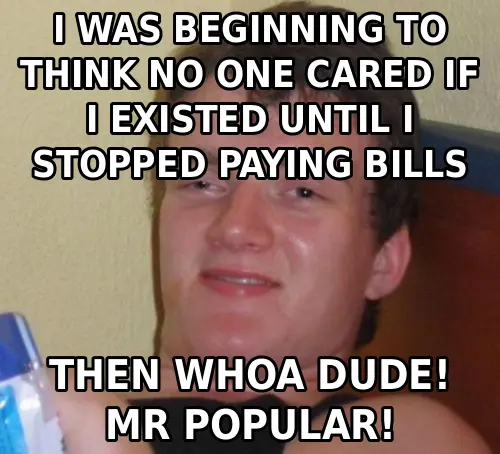 I WAS BEGINNING TO
THINK NO ONE CARED IF
I EXISTED UNTIL I
STOPPED PAYING BILLS
THEN WHOA DUDE!
MR POPULAR!